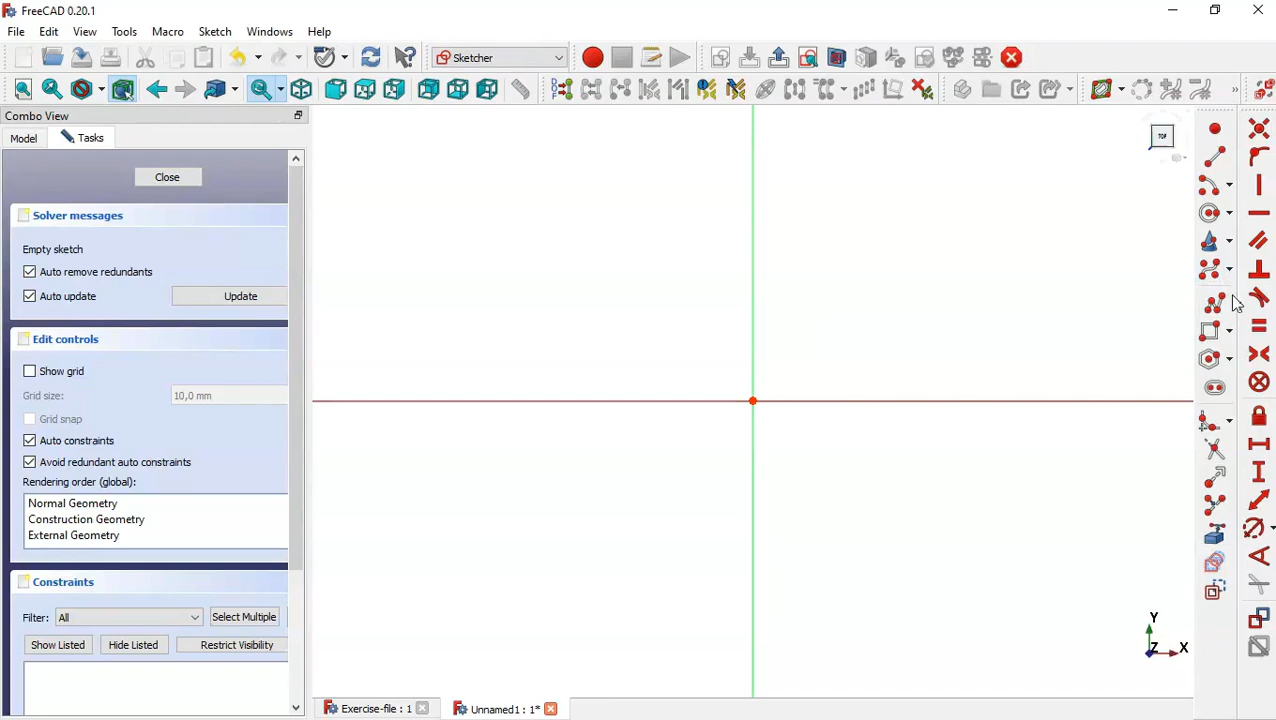 FreeCAD 0.20.1
File Edit View Tools Macro Sketch Windows Help
Sketcher
Combo View
Model Tasks
Close
Solver messages
Empty sketch
Auto remove redundants
Auto update Update
Edit controls
Show grid
Grid size: 10,0 mm
Grid snap
Auto constraints
Avoid redundant auto constraints
Rendering order (global):
Normal Geometry
Construction Geometry
External Geometry
Constraints
Filter: All Select Multiple
Show Listed Hide Listed Restrict Visibility
TOP
Y
Z X
Exercise-file : 1 Unnamed1 : 1*